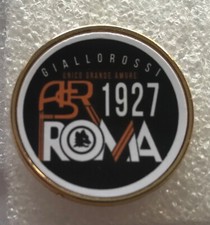 GIALLOROSSI
UNICO GRANDE AMORE
ASR 1927
ROMA